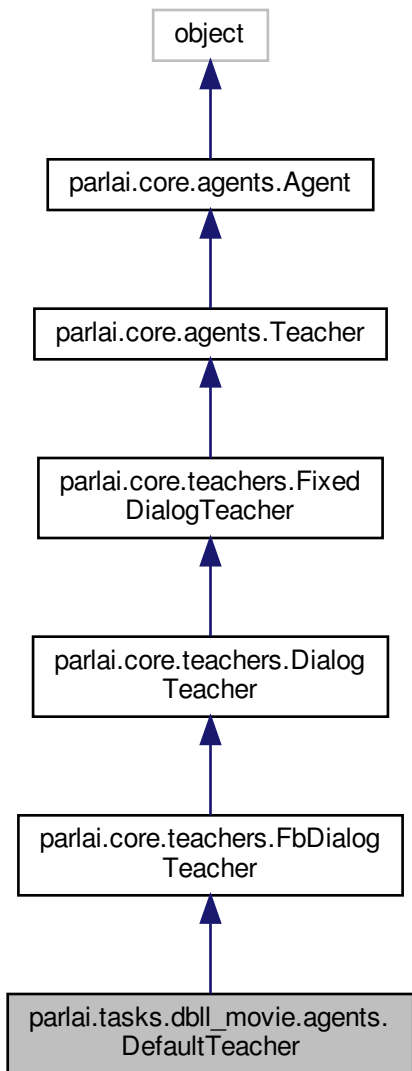 object
parlai.core.agents.Agent
parlai.core.agents.Teacher
parlai.core.teachers.Fixed
DialogTeacher
parlai.core.teachers.Dialog
Teacher
parlai.core.teachers.FbDialog
Teacher
parlai.tasks.dbll_movie.agents.
DefaultTeacher